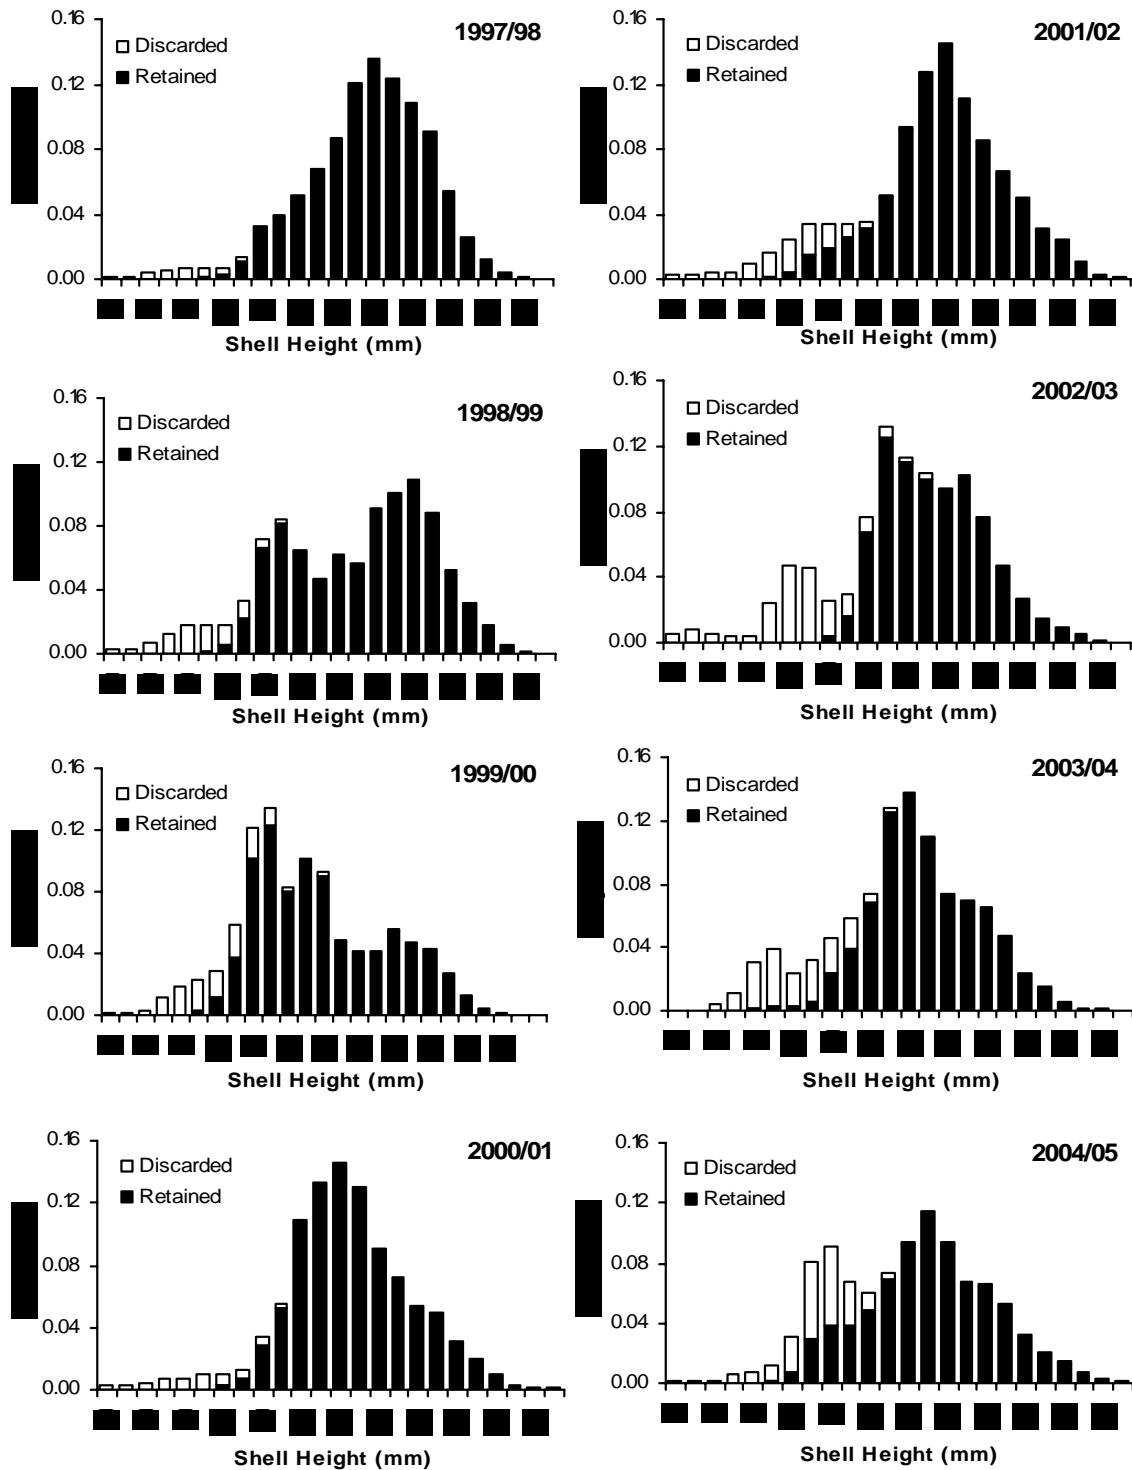 1997/98
Discarded
Retained
0.16
0.12
0.08
0.04
0.00
Shell Height (mm)
2001/02
Discarded
Retained
0.16
0.12
0.08
0.04
0.00
Shell Height (mm)
1998/99
Discarded
Retained
0.16
0.12
0.08
0.04
0.00
Shell Height (mm)
2002/03
Discarded
Retained
0.16
0.12
0.08
0.04
0.00
Shell Height (mm)
1999/00
Discarded
Retained
0.16
0.12
0.08
0.04
0.00
Shell Height (mm)
2003/04
Discarded
Retained
0.16
0.12
0.08
0.04
0.00
Shell Height (mm)
2000/01
Discarded
Retained
0.16
0.12
0.08
0.04
0.00
Shell Height (mm)
2004/05
Discarded
Retained
0.16
0.12
0.08
0.04
0.00
Shell Height (mm)